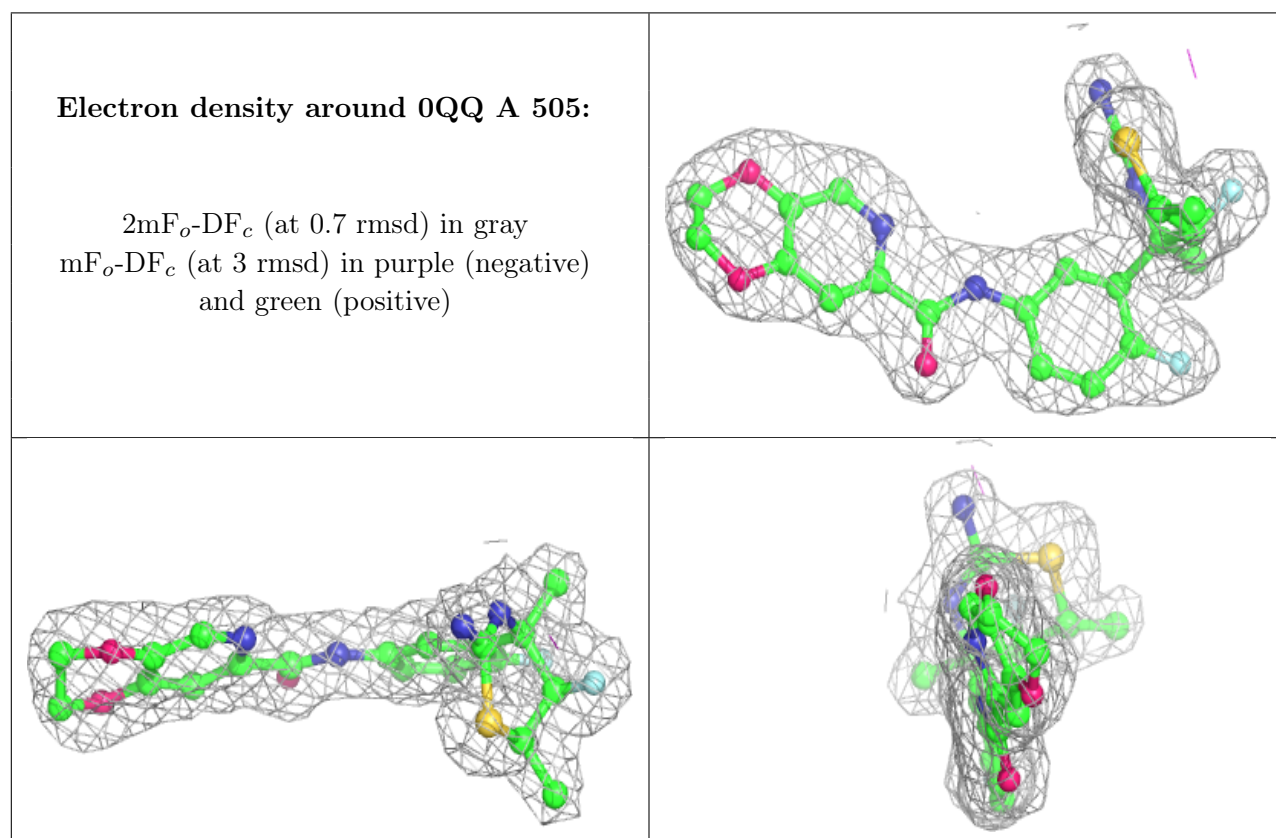 Electron density around 0QQ A 505:
2mFo-DFc (at 0.7 rmsd) in gray
mFo-DFc (at 3 rmsd) in purple (negative)
and green (positive)